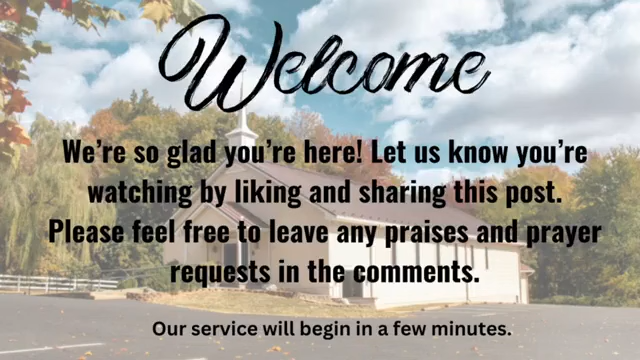 Welcome
We're so glad you're here! Let us know you're
watching by liking and sharing this post.
Please feel free to leave any praises and prayer
requests in the comments.
Our service will begin in a few minutes.